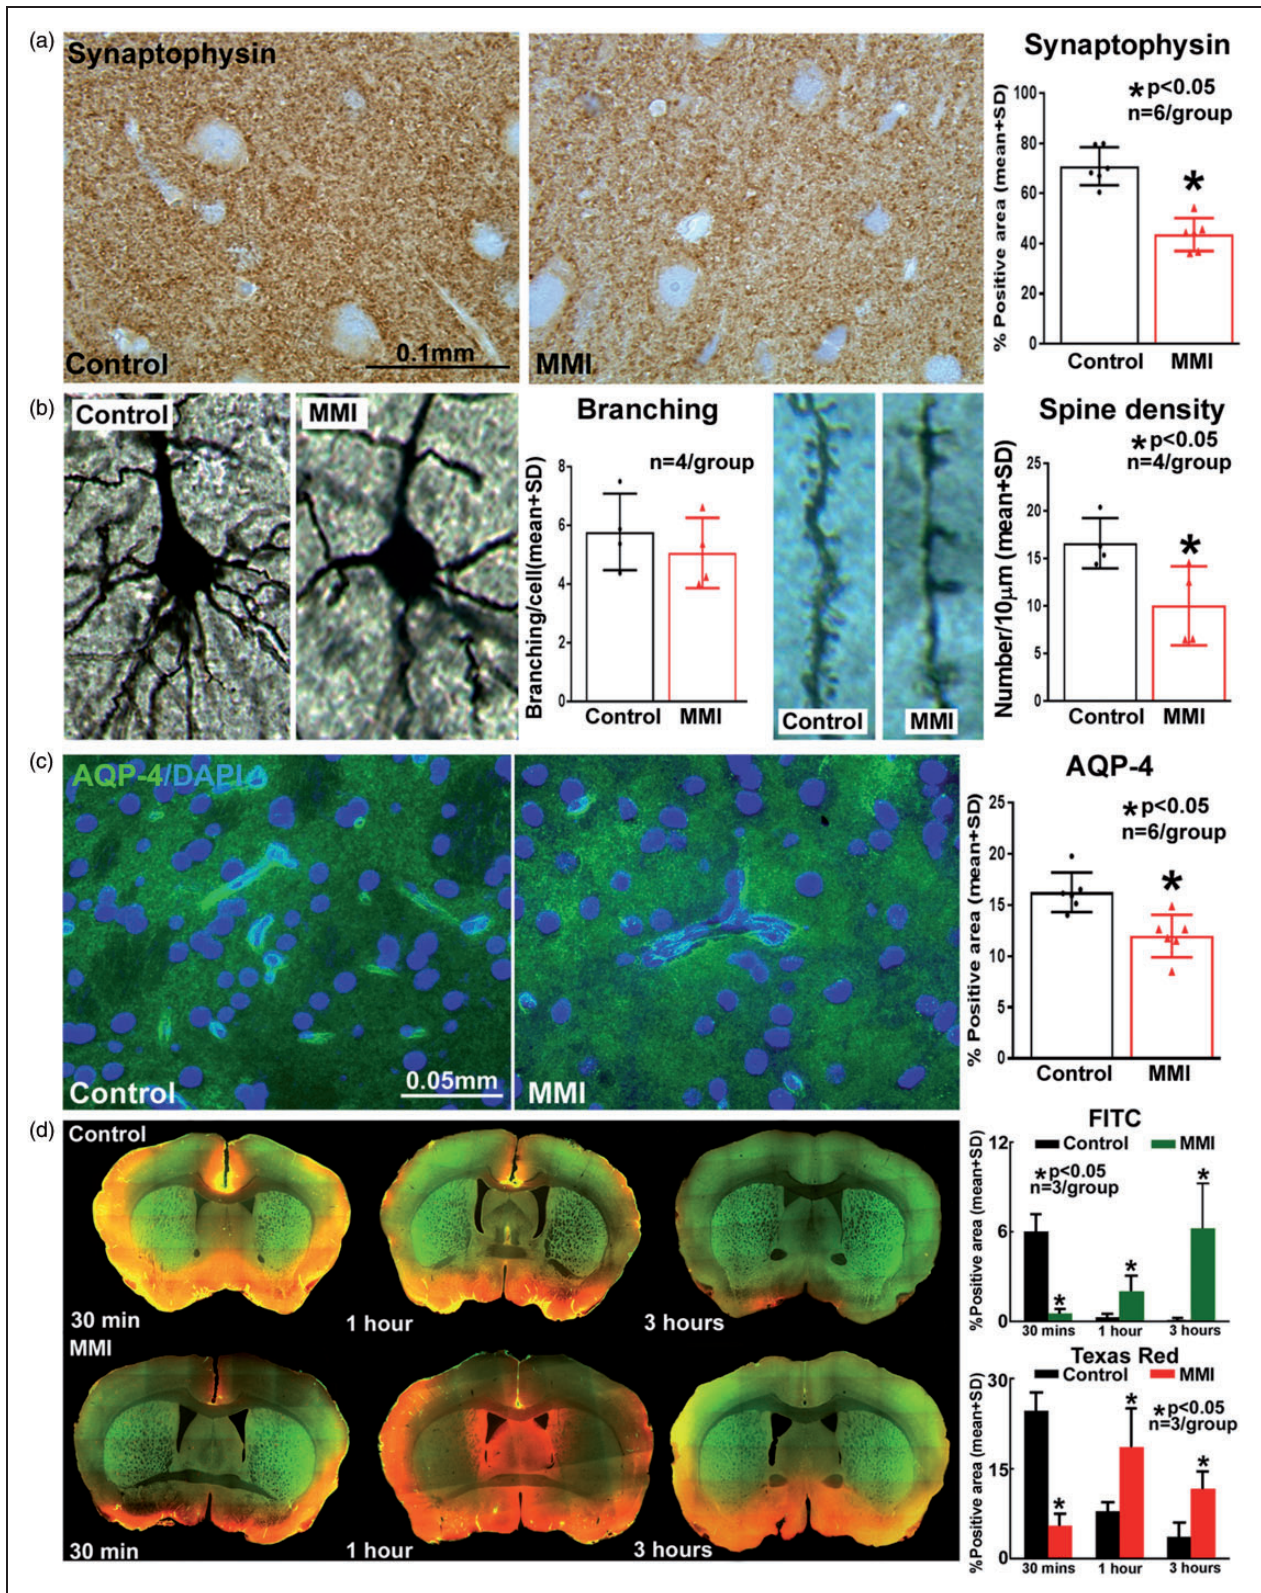 (a)
Synaptophysin
Control
0.1mm
MMI
Synaptophysin
% Positive area (mean+SD)
100
80
60
40
20
0
* p<0.05
n=6/group
*
Control MMI
(b)
Control
MMI
Branching
Branching/cell(mean+SD)
8
6
4
2
0
n=4/group
Control MMI
Control
MMI
Spine density
Number/10μm (mean+SD)
25
20
15
10
5
0
* p<0.05
n=4/group
*
Control MMI
(c)
AQP-4/DAPI
Control
0.05mm
MMI
AQP-4
% Positive area (mean+SD)
25
20
15
10
5
0
* p<0.05
n=6/group
*
Control MMI
(d)
Control
30 min
1 hour
3 hours
MMI
30 min
1 hour
3 hours
FITC
%Positive area (mean+SD)
12
6
0
Control MMI
* p<0.05
n=3/group
*
*
*
30 mins 1 hour 3 hours
Texas Red
%Positive area (mean+SD)
30
15
0
Control MMI
* p<0.05
n=3/group
*
*
*
30 mins 1 hour 3 hours